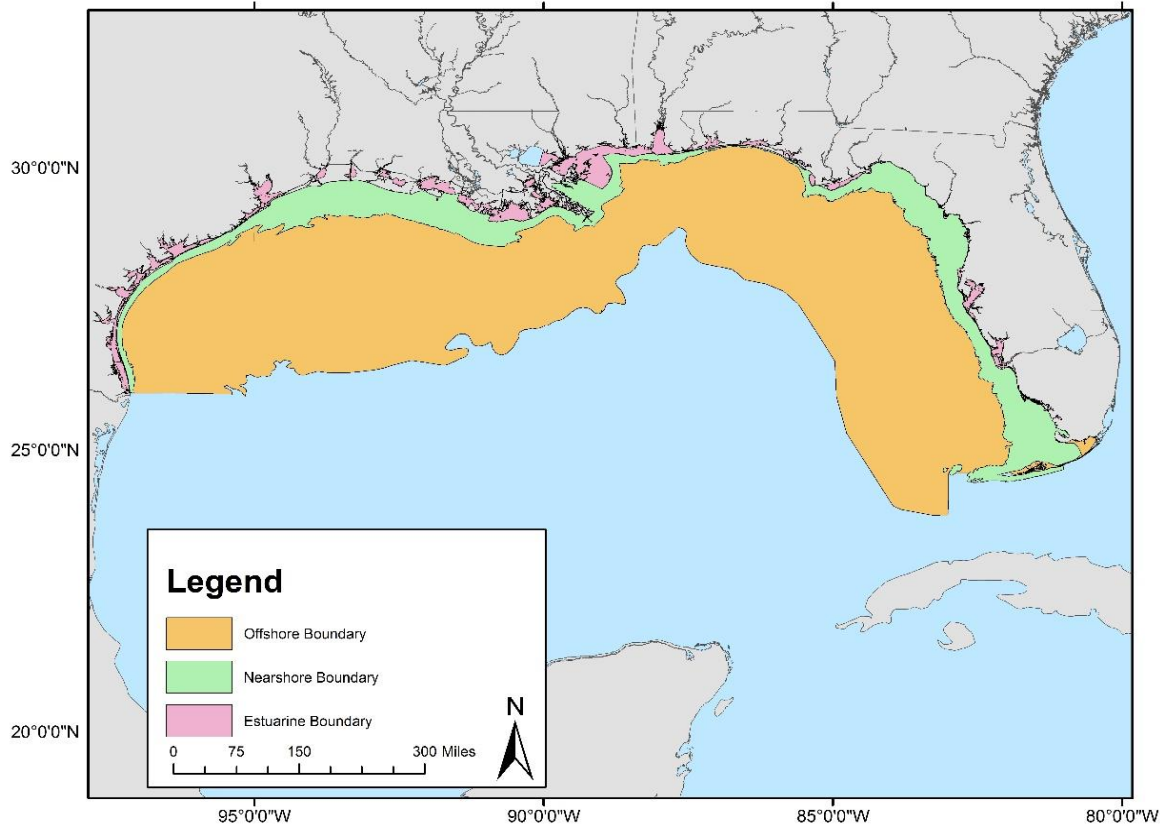 30°0'0"N
25°0'0"N
20°0'0"N
Legend
Offshore Boundary
Nearshore Boundary
Estuarine Boundary
N
0 75 150 300 Miles
95°0'0"W 90°0'0"W 85°0'0"W 80°0'0"W